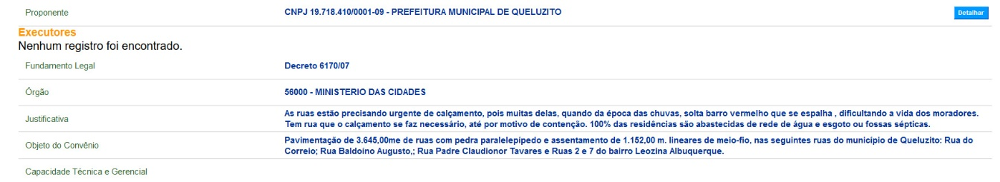 Proponente CNPJ 19.718.410/0001-09 - PREFEITURA MUNICIPAL DE QUELUZITO Detalhar
Executores
Nenhum registro foi encontrado.
Fundamento Legal Decreto 6170/07
Órgão 56000 - MINISTERIO DAS CIDADES
Justificativa As ruas estão precisando urgente de calçamento, pois muitas delas, quando da época das chuvas, solta barro vermelho que se espalha , dificultando a vida dos moradores.
Tem rua que o calçamento se faz necessário, até por motivo de contenção. 100% das residências são abastecidas de rede de água e esgoto ou fossas sépticas.
Objeto do Convênio Pavimentação de 3.645,00me de ruas com pedra paralelepípedo e assentamento de 1.152,00 m. lineares de meio-fio, nas seguintes ruas do município de Queluzito: Rua do
Correio; Rua Baldoino Augusto,; Rua Padre Claudionor Tavares e Ruas 2 e 7 do bairro Leozina Albuquerque.
Capacidade Técnica e Gerencial